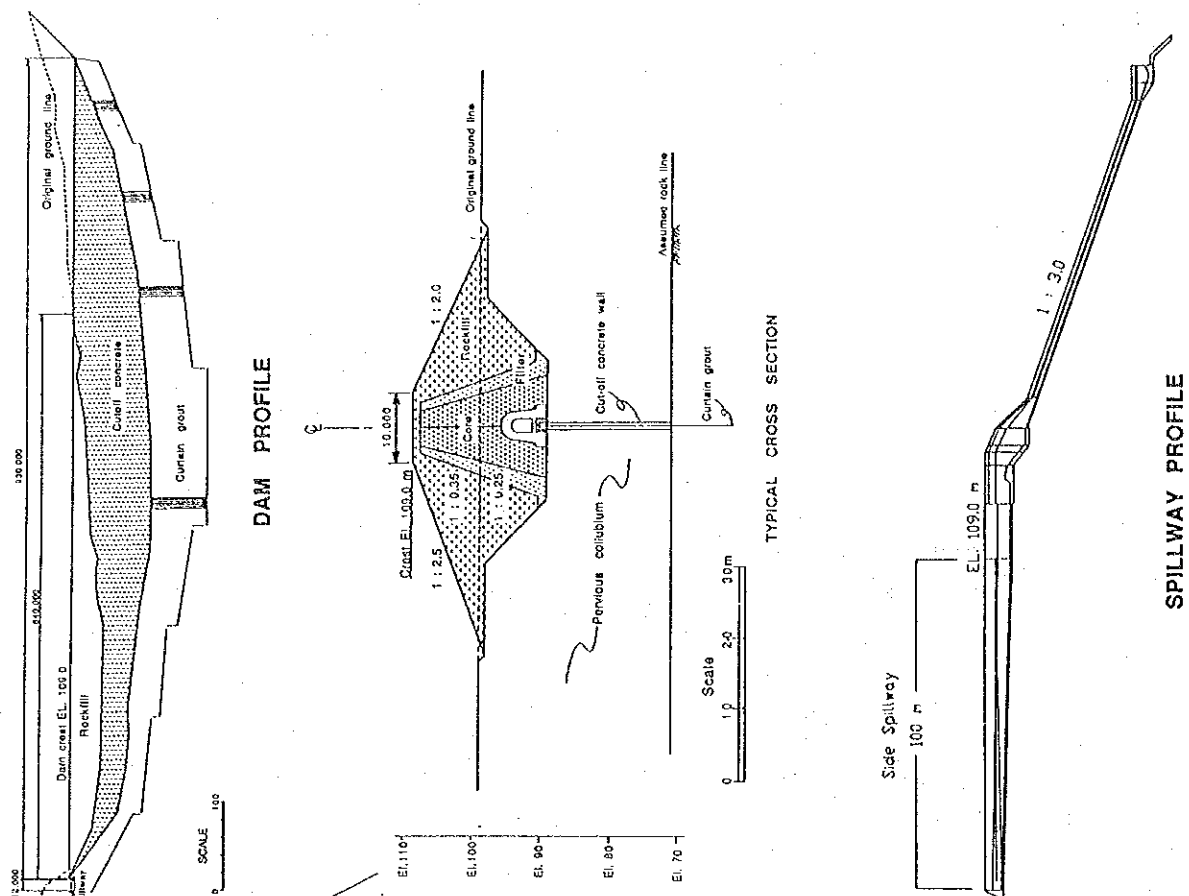 Original ground line
Dam crest EL. 109.0
Rockfill
Cutoff concrete
Curtain grout
SCALE
0 100
DAM PROFILE
℄
10.000
Crest El. 109.0 m
1 : 2.5
1 : 2.0
1 : 0.35
1 : 0.25
Core
Rockfill
Filter
Original ground line
Assumed rock line
Cut-off concrete wall
Curtain grout
Pervious collubium
El. 110
El. 100
El. 90
El. 80
El. 70
Scale
0 10 20 30m
TYPICAL CROSS SECTION
Side Spillway
100 m
EL. 109.0 m
1 : 3.0
SPILLWAY PROFILE